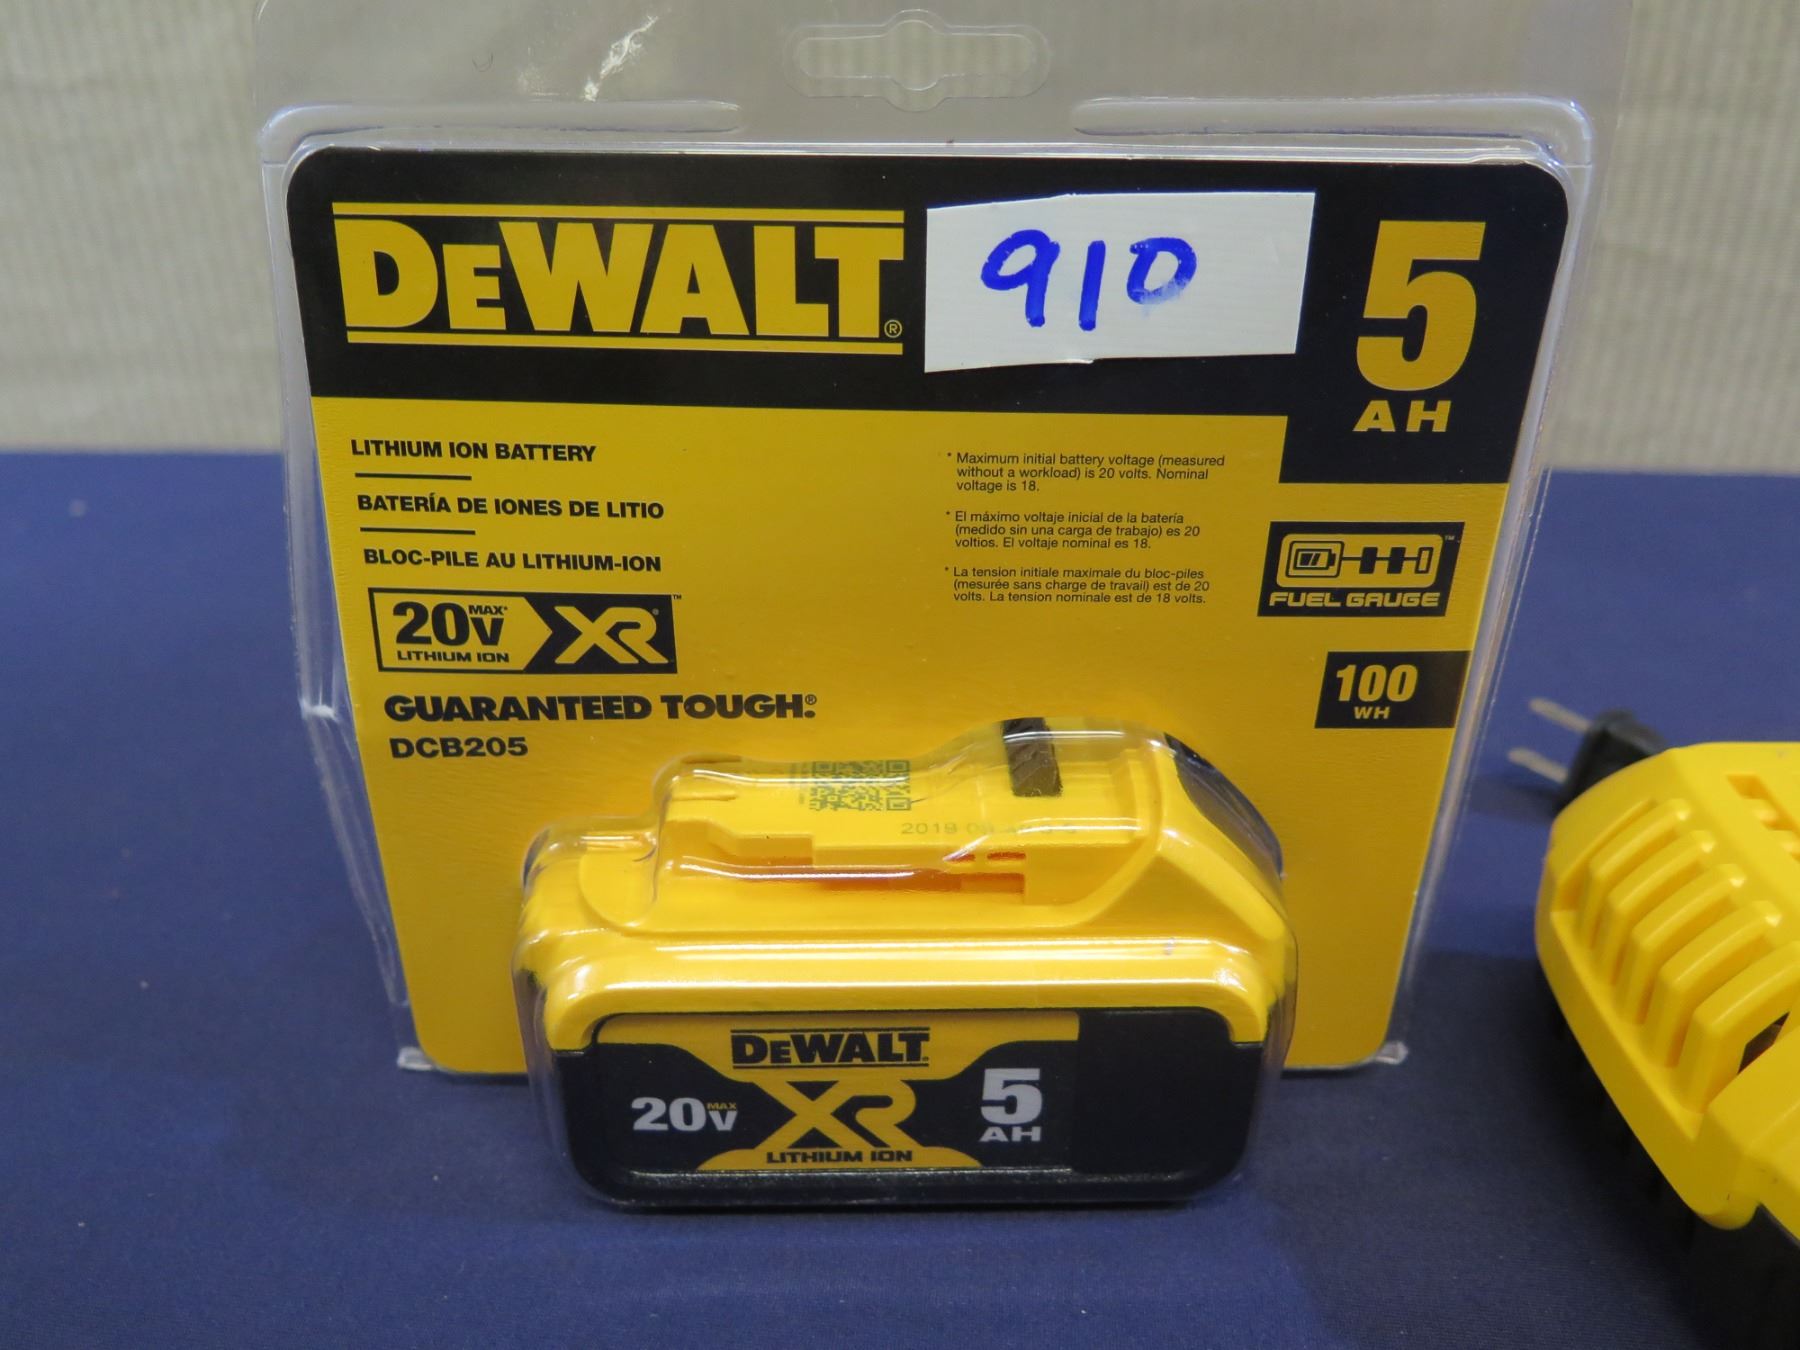 DEWALT®
910
5
AH
LITHIUM ION BATTERY
BATERÍA DE IONES DE LITIO
BLOC-PILE AU LITHIUM-ION
20V MAX* XR™
LITHIUM ION
GUARANTEED TOUGH®
DCB205
* Maximum initial battery voltage (measured
without a workload) is 20 volts. Nominal
voltage is 18.
* El máximo voltaje inicial de la batería
(medido sin una carga de trabajo) es 20
voltios. El voltaje nominal es 18.
* La tension initiale maximale du bloc-piles
(mesurée sans charge de travail) est de 20
volts. La tension nominale est de 18 volts.
FUEL GAUGE™
100
WH
2019
DEWALT
20V MAX XR
LITHIUM ION
5
AH